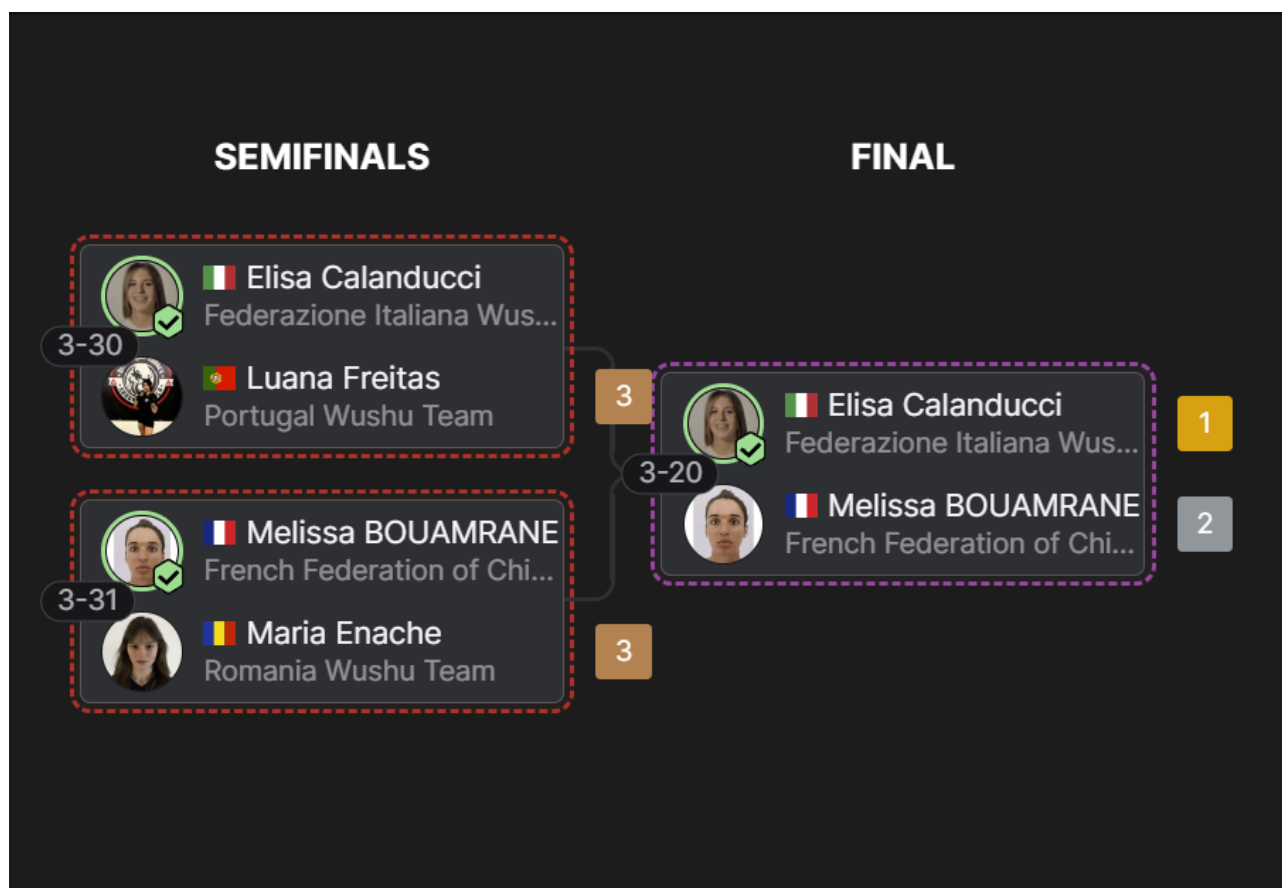 SEMIFINALS
FINAL
Elisa Calanducci
Federazione Italiana Wus...
3-30
Luana Freitas
Portugal Wushu Team
3
Melissa BOUAMRANE
French Federation of Chi...
3-31
Maria Enache
Romania Wushu Team
3
Elisa Calanducci
Federazione Italiana Wus...
1
3-20
Melissa BOUAMRANE
French Federation of Chi...
2